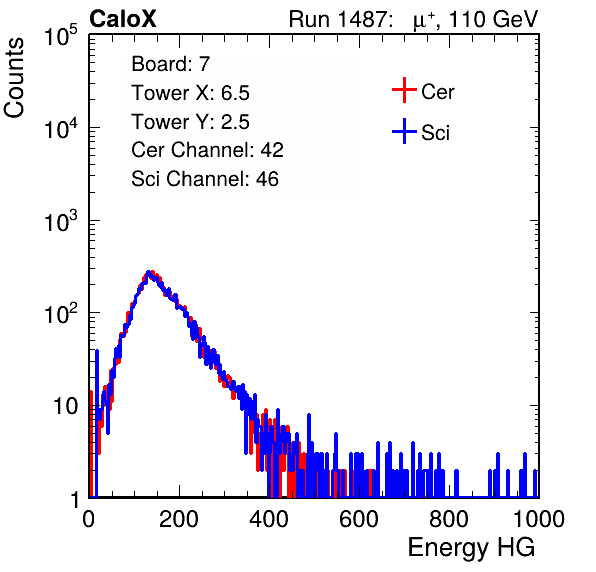 CaloX Run 1487: μ⁺, 110 GeV
Counts
Board: 7
Tower X: 6.5
Tower Y: 2.5
Cer Channel: 42
Sci Channel: 46
Cer
Sci
10⁵
10⁴
10³
10²
10
1
0 200 400 600 800 1000
Energy HG